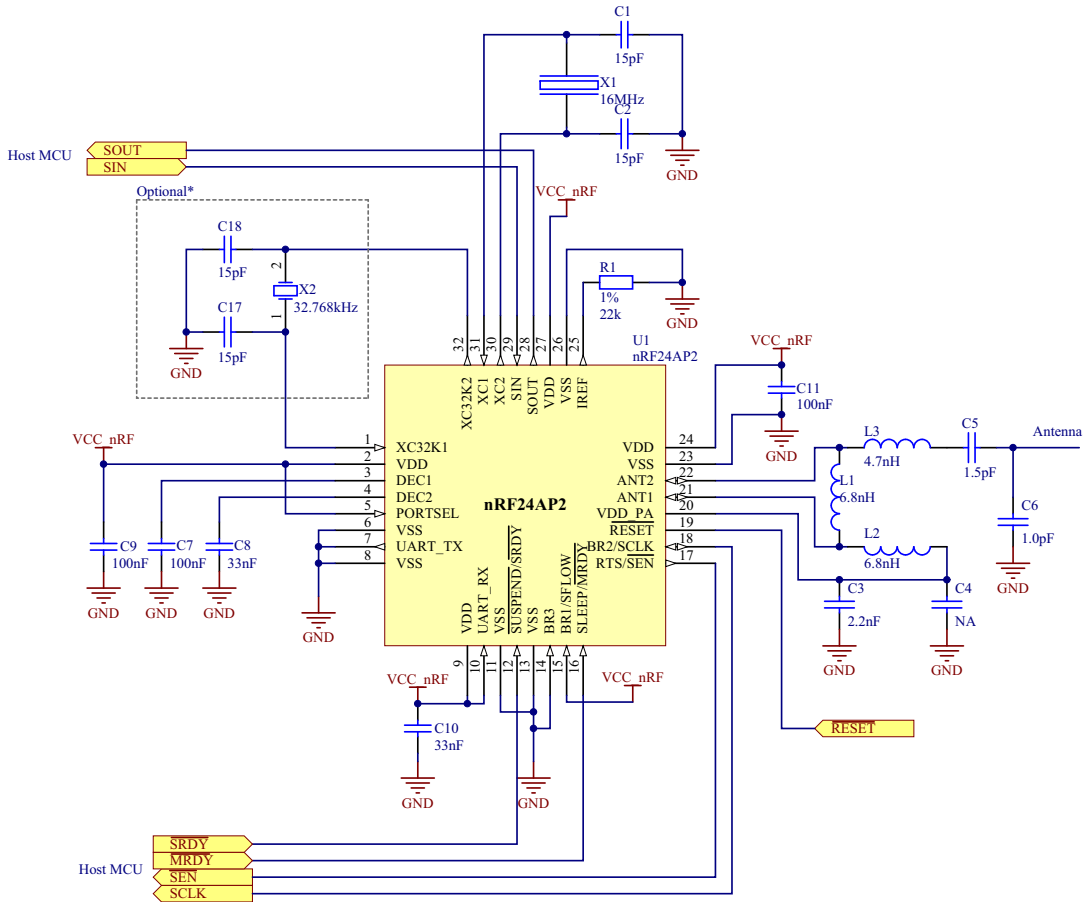 C1
15pF
X1
16MHz
C2
15pF
GND
Host MCU
SOUT
SIN
Optional*
C18
15pF
2
X2
32.768kHz
1
C17
15pF
GND
VCC_nRF
R1
1%
22k
GND
U1
nRF24AP2
32
31
30
29
28
27
26
25
XC32K2
XC1
XC2
SIN
SOUT
VDD
VSS
IREF
VCC_nRF
C11
100nF
GND
VCC_nRF
1
2
3
4
5
6
7
8
XC32K1
VDD
DEC1
DEC2
PORTSEL
VSS
UART_TX
VSS
nRF24AP2
VDD
VSS
ANT2
ANT1
VDD_PA
RESET
BR2/SCLK
RTS/SEN
24
23
22
21
20
19
18
17
L3
4.7nH
C5
1.5pF
Antenna
L1
6.8nH
L2
6.8nH
C6
1.0pF
GND
C9
100nF
GND
C7
100nF
GND
C8
33nF
GND
GND
C3
2.2nF
GND
C4
NA
GND
VDD
UART_RX
VSS
SUSPEND/SRDY
VSS
BR3
BR1/SFLOW
SLEEP/MRDY
9
10
11
12
13
14
15
16
VCC_nRF
C10
33nF
GND
GND
VCC_nRF
RESET
Host MCU
SRDY
MRDY
SEN
SCLK